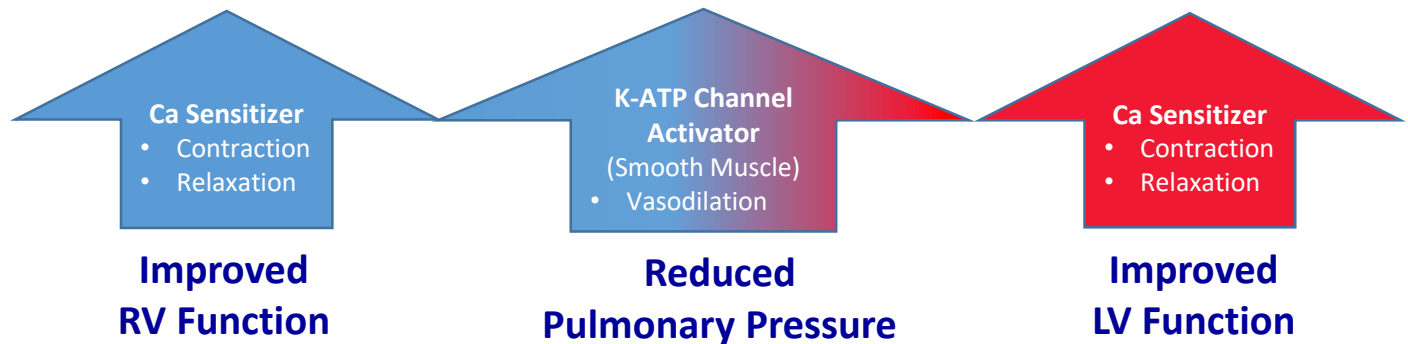 Ca Sensitizer
• Contraction
• Relaxation
Improved
RV Function
K-ATP Channel
Activator
(Smooth Muscle)
• Vasodilation
Reduced
Pulmonary Pressure
Ca Sensitizer
• Contraction
• Relaxation
Improved
LV Function